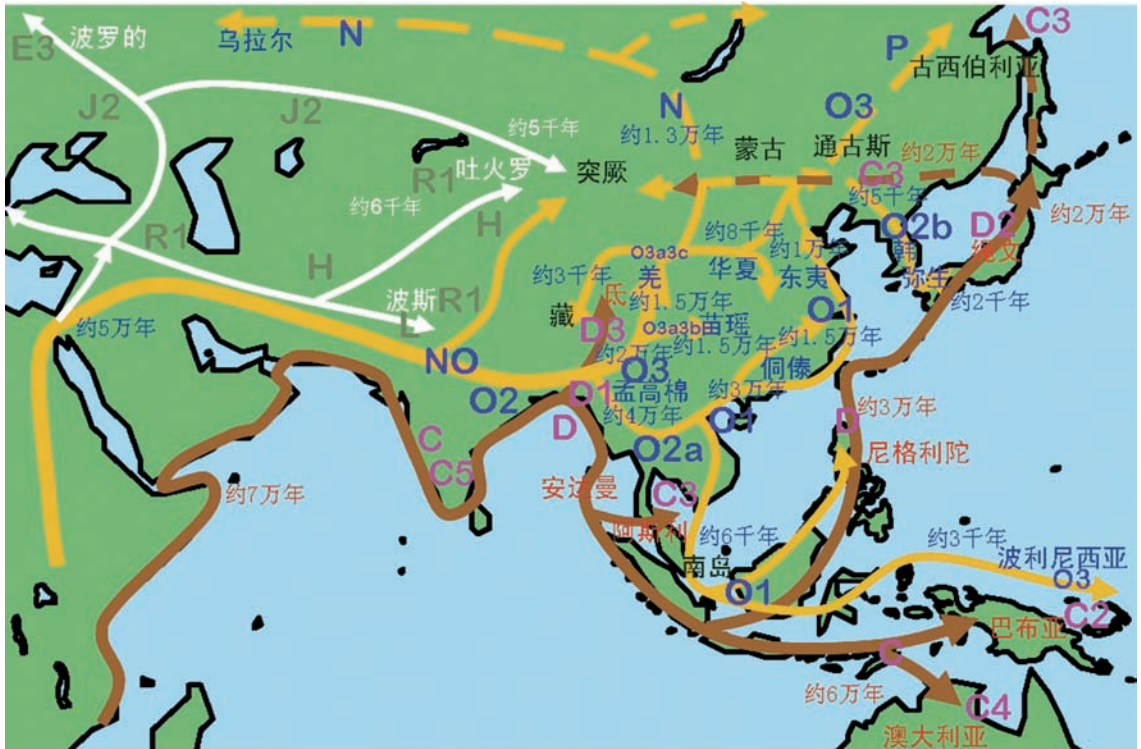 E3
波罗的
乌拉尔
N
C3
P
古西伯利亚
J2
J2
N
O3
约5千年
约1.3万年
蒙古
通古斯
约2万年
吐火罗
突厥
C3
R1
约6千年
约5千年
R1
H
约8千年
O2b
D2
约2万年
O3a3c
韩
绳文
华夏
约1万年
羌
东夷
弥生
约3千年
氐
约2千年
波斯
R1
约1.5万年
L
藏
O1
约5万年
D3
O3a3b
苗瑶
约1.5万年
约1.5万年
NO
约2万年
O3
侗傣
O2
D1
孟高棉
约3万年
D
约4万年
O1
D
约3万年
C
O2a
C5
尼格利陀
安达曼
C3
约7万年
阿斯利
约6千年
约3千年
南岛
波利尼西亚
O1
O3
C2
巴布亚
C
约6万年
C4
澳大利亚